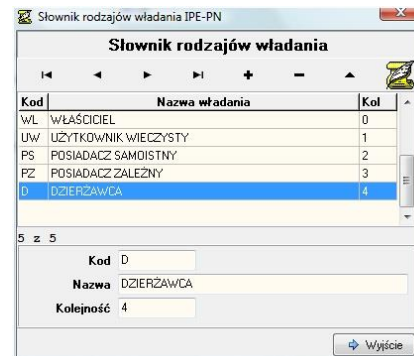 Słownik rodzajów władania IPE-PN
Słownik rodzajów władania
Kod Nazwa władania Kol
WL WŁAŚCICIEL 0
UW UŻYTKOWNIK WIECZYSTY 1
PS POSIADACZ SAMOISTNY 2
PZ POSIADACZ ZALEŻNY 3
D DZIERŻAWCA 4
5 z 5
Kod D
Nazwa DZIERŻAWCA
Kolejność 4
Wyjście